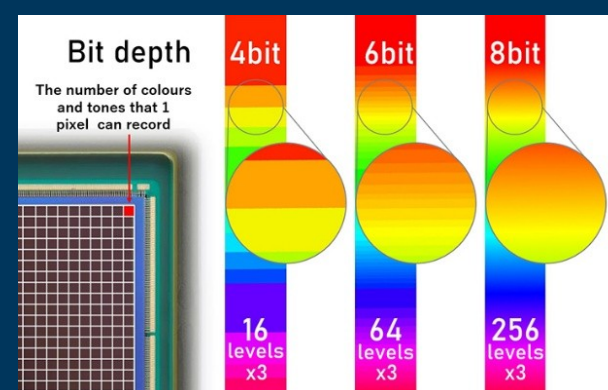 Bit depth
The number of colours
and tones that 1
pixel can record
4bit
6bit
8bit
16
levels
x3
64
levels
x3
256
levels
x3